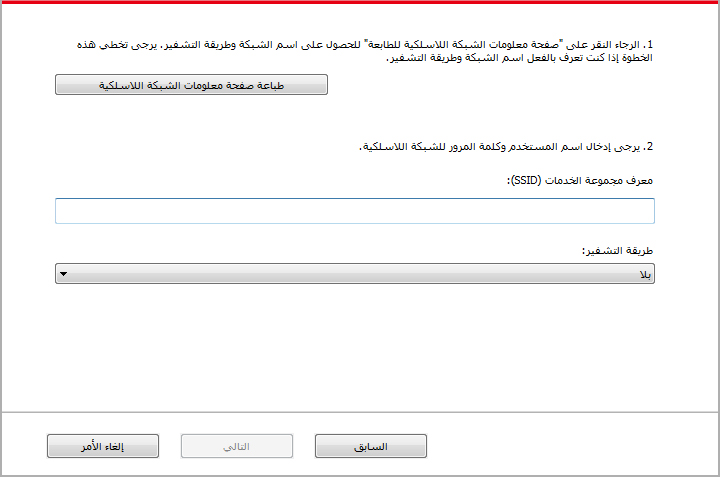 1. الرجاء النقر على "صفحة معلومات الشبكة اللاسلكية للطابعة" للحصول على اسم الشبكة وطريقة التشفير. يرجى تخطي هذه
الخطوة إذا كنت تعرف بالفعل اسم الشبكة وطريقة التشفير.
طباعة صفحة معلومات الشبكة اللاسلكية
2. يرجى إدخال اسم المستخدم وكلمة المرور للشبكة اللاسلكية.
معرف مجموعة الخدمات (SSID):
طريقة التشفير:
بلا
السابق
التالي
إلغاء الأمر